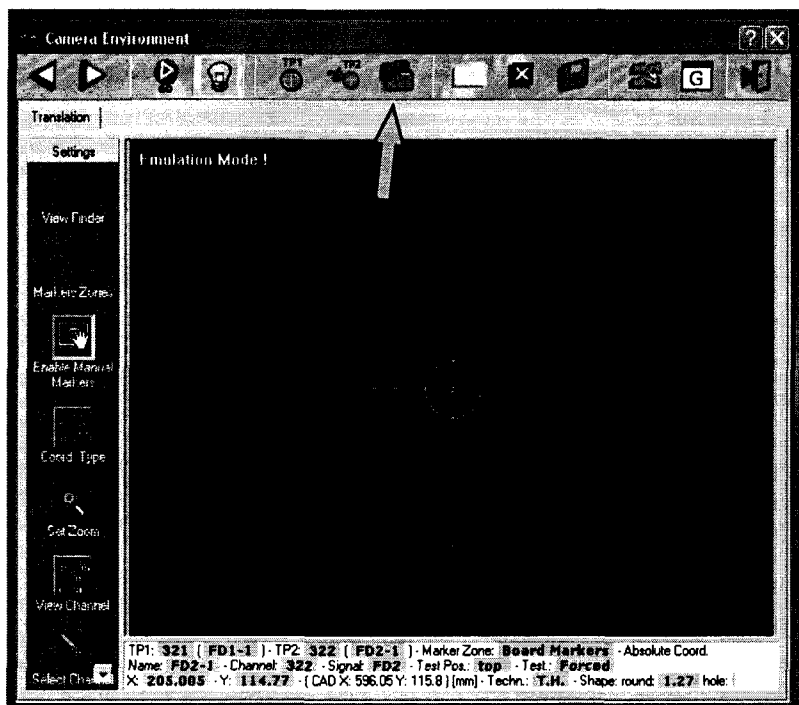 Camera Environment
TP1
TP2
G
Translation
Settings
Emulation Mode !
View Finder
Markers Zones
Enable Manual
Markers
Coord. Type
Set Zoom
View Channel
Select
TP1: 321 ( FD1-1 ) - TP2: 322 ( FD2-1 ) - Marker Zone: Board Markers - Absolute Coord.
Name: FD2-1 - Channel: 322 - Signal: FD2 - Test Pos.: top - Test.: Forced
X: 205.005 - Y: 114.77 - ( CAD X: 596.05 Y: 115.8 ) [mm] - Techn.: T.H. - Shape: round: 1.27 hole: